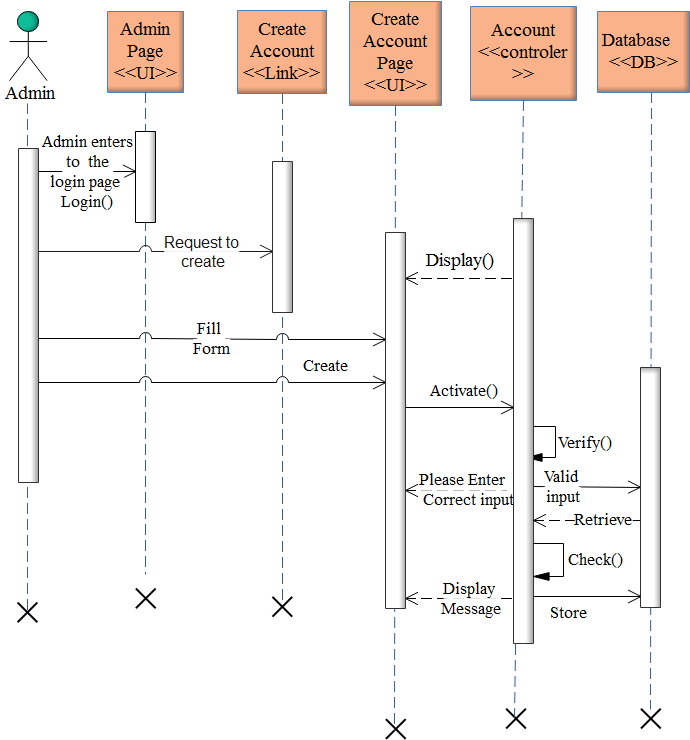 Admin
Admin
Page
<<UI>>
Create
Account
<<Link>>
Create
Account
Page
<<UI>>
Account
<<controler
>>
Database
<<DB>>
Admin enters
to the
login page
Login()
Request to
create
Display()
Fill
Form
Create
Activate()
Verify()
Please Enter
Correct input
Valid
input
Retrieve
Check()
Display
Message
Store